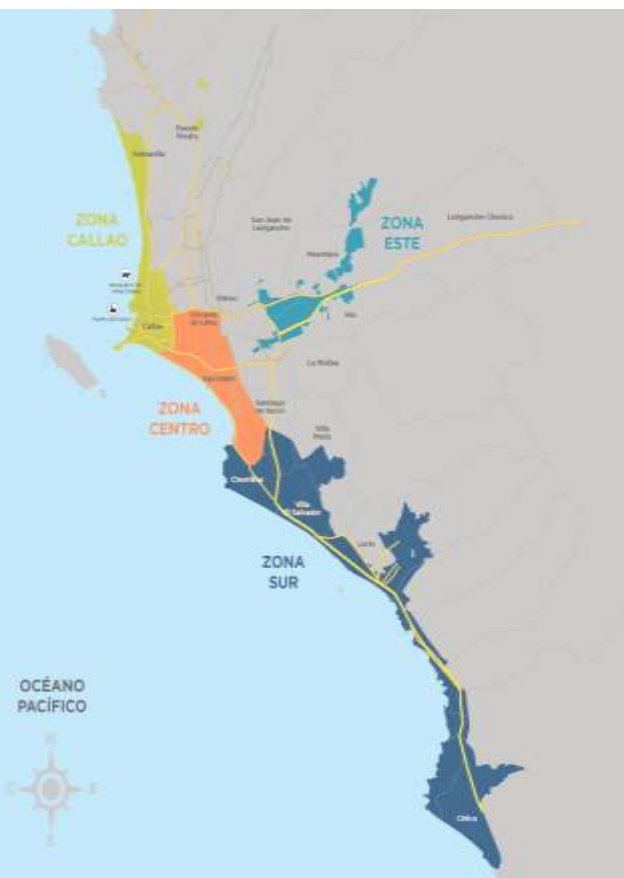 Puente
Piedra
Ventanilla
ZONA
CALLAO
San Juan de
Lurigancho
ZONA
ESTE
Lurigancho-Chosica
Huachipa
Rímac
Ate
Callao
Cercado
de Lima
La Molina
San Isidro
ZONA
CENTRO
Santiago
de Surco
Villa
María
Chorrillos
Villa
El Salvador
Lurín
ZONA
SUR
OCÉANO
PACÍFICO
N
O
E
S
Chilca